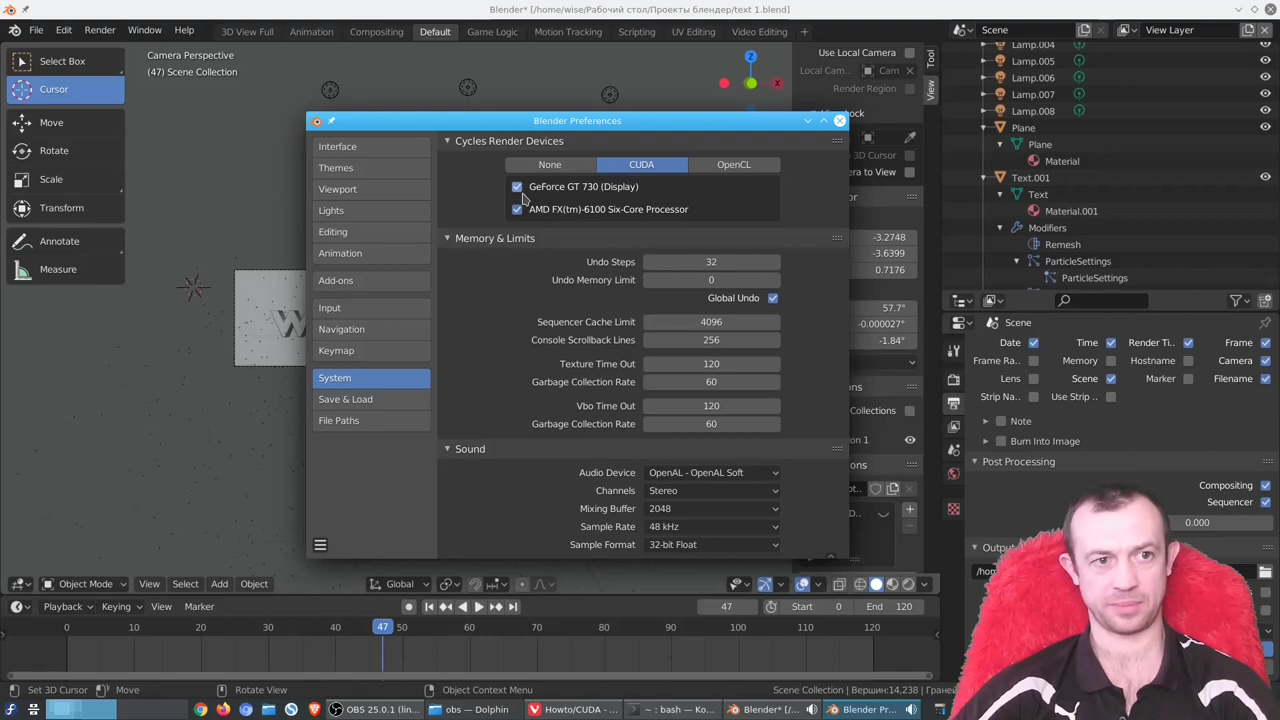 Blender* [/home/wise/Рабочий стол/Проекты блендер/text 1.blend]
File Edit Render Window Help
3D View Full Animation Compositing Default Game Logic Motion Tracking Scripting UV Editing Video Editing +
Scene
View Layer
Select Box
Cursor
Move
Rotate
Scale
Transform
Annotate
Measure
Camera Perspective
(47) Scene Collection
Z
X
W
Use Local Camera
Local Cam...
Cam
Render Region
Tool
View
3D Cursor
-3.2748
-3.6399
0.7176
57.7°
-0.000027°
-1.84°
Blender Preferences
Interface
Themes
Viewport
Lights
Editing
Animation
Add-ons
Input
Navigation
Keymap
System
Save & Load
File Paths
Cycles Render Devices
None CUDA OpenCL
GeForce GT 730 (Display)
AMD FX(tm)-6100 Six-Core Processor
Memory & Limits
Undo Steps 32
Undo Memory Limit 0
Global Undo
Sequencer Cache Limit 4096
Console Scrollback Lines 256
Texture Time Out 120
Garbage Collection Rate 60
Vbo Time Out 120
Garbage Collection Rate 60
Sound
Audio Device OpenAL - OpenAL Soft
Channels Stereo
Mixing Buffer 2048
Sample Rate 48 kHz
Sample Format 32-bit Float
Lamp.004
Lamp.005
Lamp.006
Lamp.007
Lamp.008
Plane
Plane
Material
Text.001
Text
Material.001
Modifiers
Remesh
ParticleSettings
ParticleSettings
Scene
Date Time Render Ti.. Frame
Frame Ra.. Memory Hostname Camera
Lens Scene Marker Filename
Strip Na.. Use Strip ..
Note
Burn Into Image
Post Processing
Compositing
Sequencer
0.000
Object Mode View Select Add Object
Global
Playback Keying View Marker
47
Start 0
End 120
0 10 20 30 40 47 50 60 70 80 90 100 110 120
Set 3D Cursor Move Rotate View Object Context Menu
Scene Collection | Вершин:14,238 |
OBS 25.0.1 (lin...
obs — Dolphin
Howto/CUDA - ...
~ : bash — Ko...
Blender* [/...
Blender Pr...